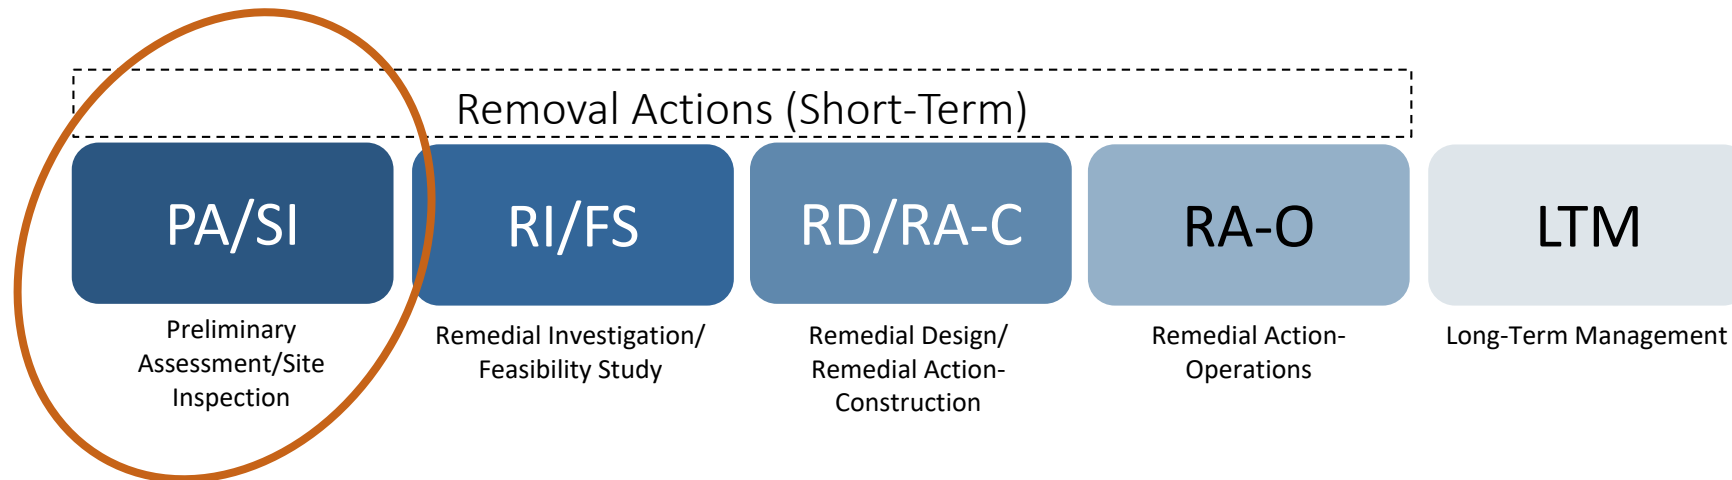 Removal Actions (Short-Term)
PA/SI
RI/FS
RD/RA-C
RA-O
LTM
Preliminary
Assessment/Site
Inspection
Remedial Investigation/
Feasibility Study
Remedial Design/
Remedial Action-
Construction
Remedial Action-
Operations
Long-Term Management